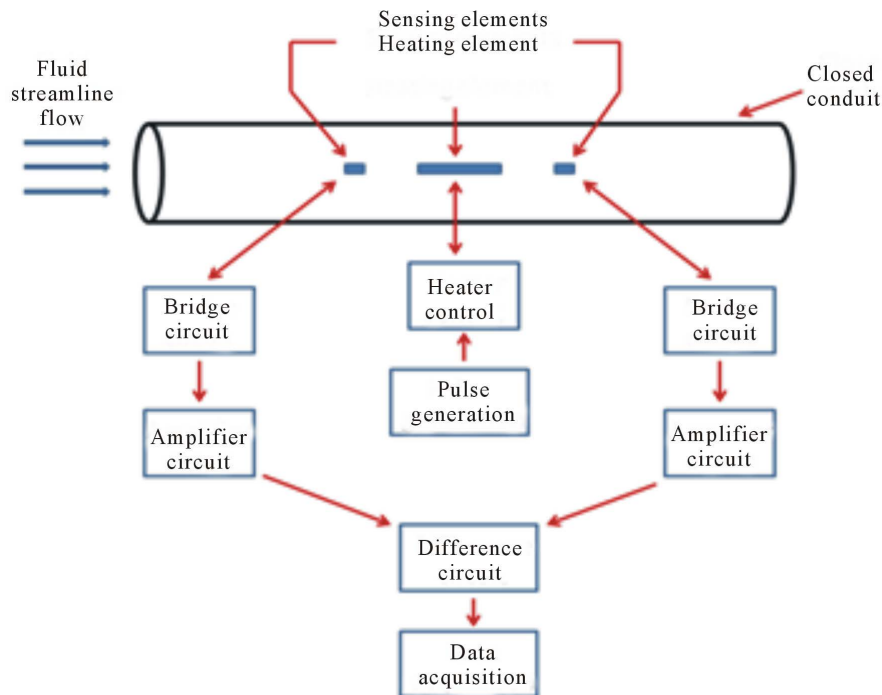 Sensing elements
Heating element
Fluid
streamline
flow
Closed
conduit
Bridge
circuit
Heater
control
Bridge
circuit
Pulse
generation
Amplifier
circuit
Amplifier
circuit
Difference
circuit
Data
acquisition